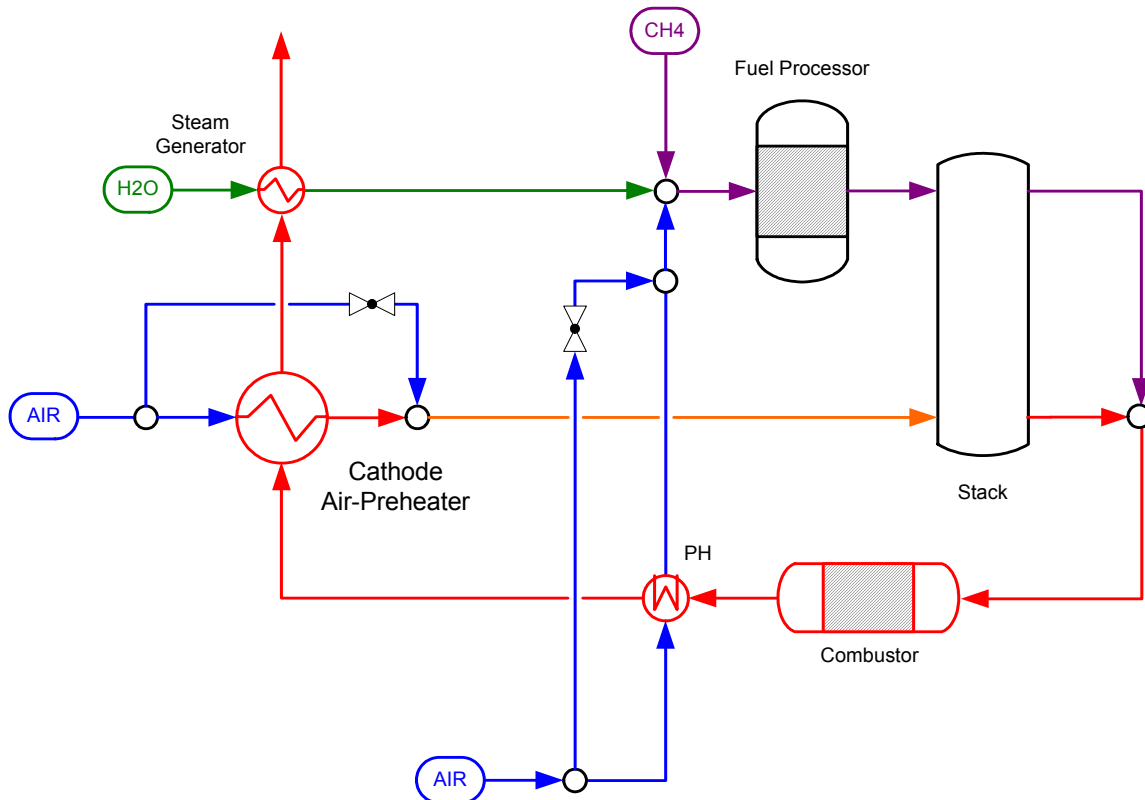 CH4
Fuel Processor
Steam
Generator
H2O
AIR
Cathode
Air-Preheater
Stack
PH
Combustor
AIR